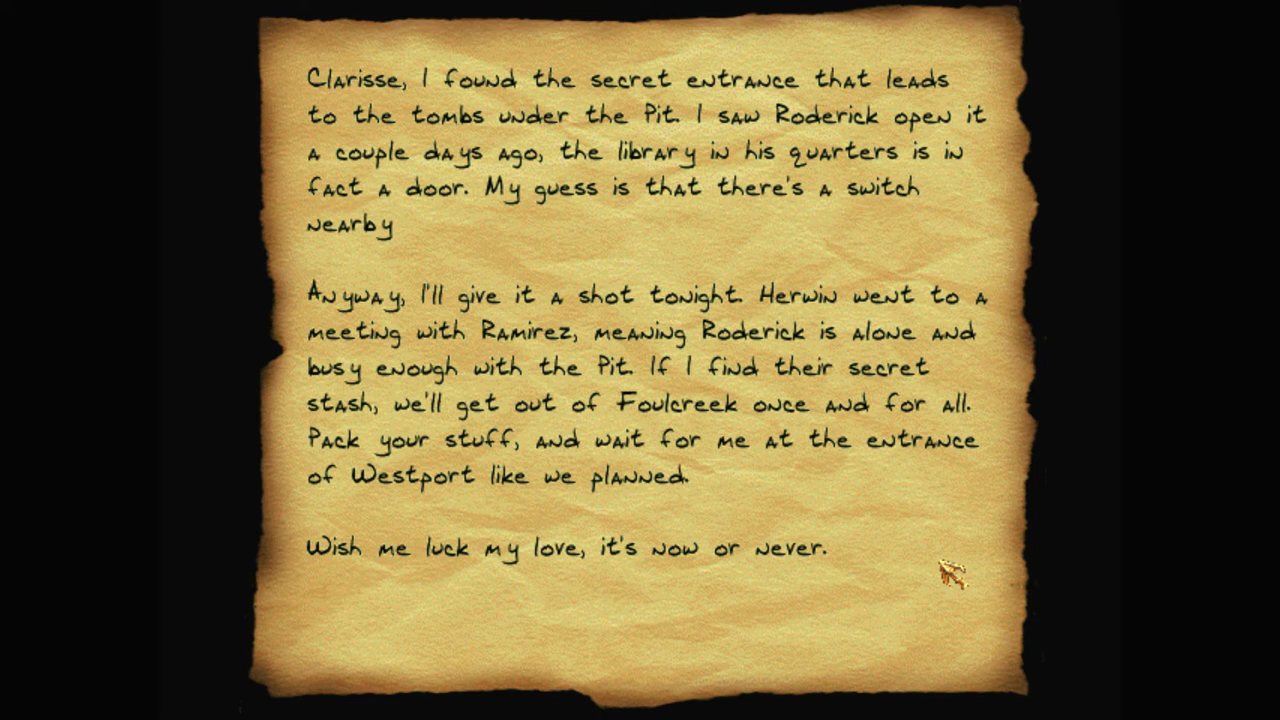 Clarisse, I found the secret entrance that leads
to the tombs under the Pit. I saw Roderick open it
a couple days ago, the library in his quarters is in
fact a door. My guess is that there's a switch
nearby
Anyway, I'll give it a shot tonight. Herwin went to a
meeting with Ramirez, meaning Roderick is alone and
busy enough with the Pit. If I find their secret
stash, we'll get out of Foulcreek once and for all.
Pack your stuff, and wait for me at the entrance
of Westport like we planned.
Wish me luck my love, it's now or never.